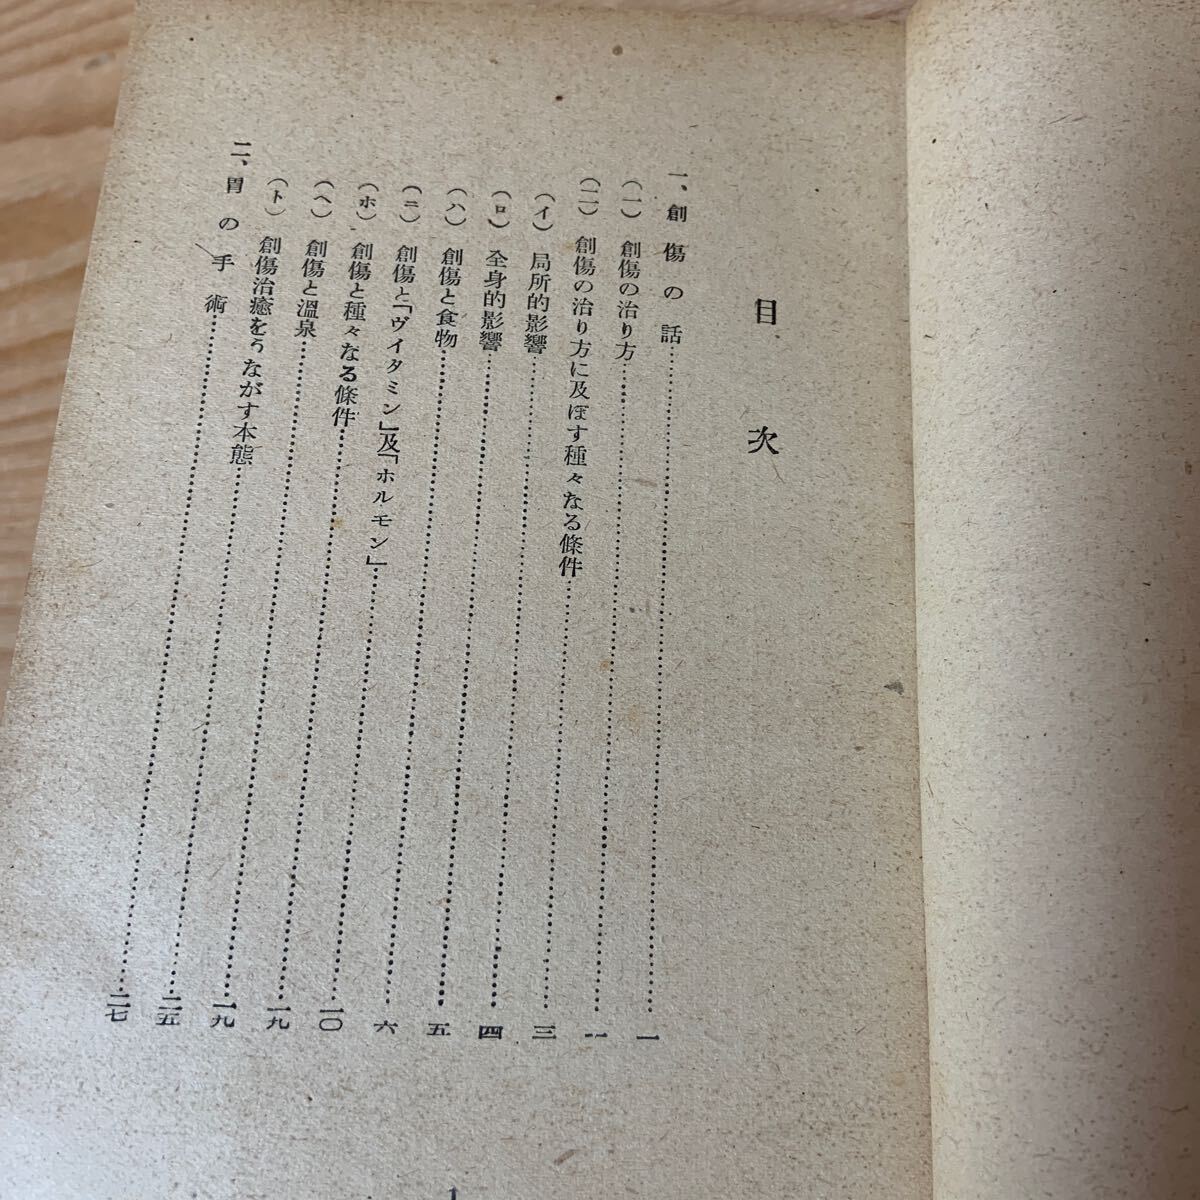 目次
一、創傷の話……一
(一) 創傷の治り方……一
(二) 創傷の治り方に及ぼす種々なる條件……三
(イ) 局所的影響……四
(ロ) 全身的影響……五
(ハ) 創傷と食物……六
(ニ) 創傷と「ヴイタミン」及「ホルモン」……一〇
(ホ) 創傷と種々なる條件……一九
(ヘ) 創傷と溫泉……一九
(ト) 創傷治癒をうながす本態……二五
二、胃の手術……二七
1